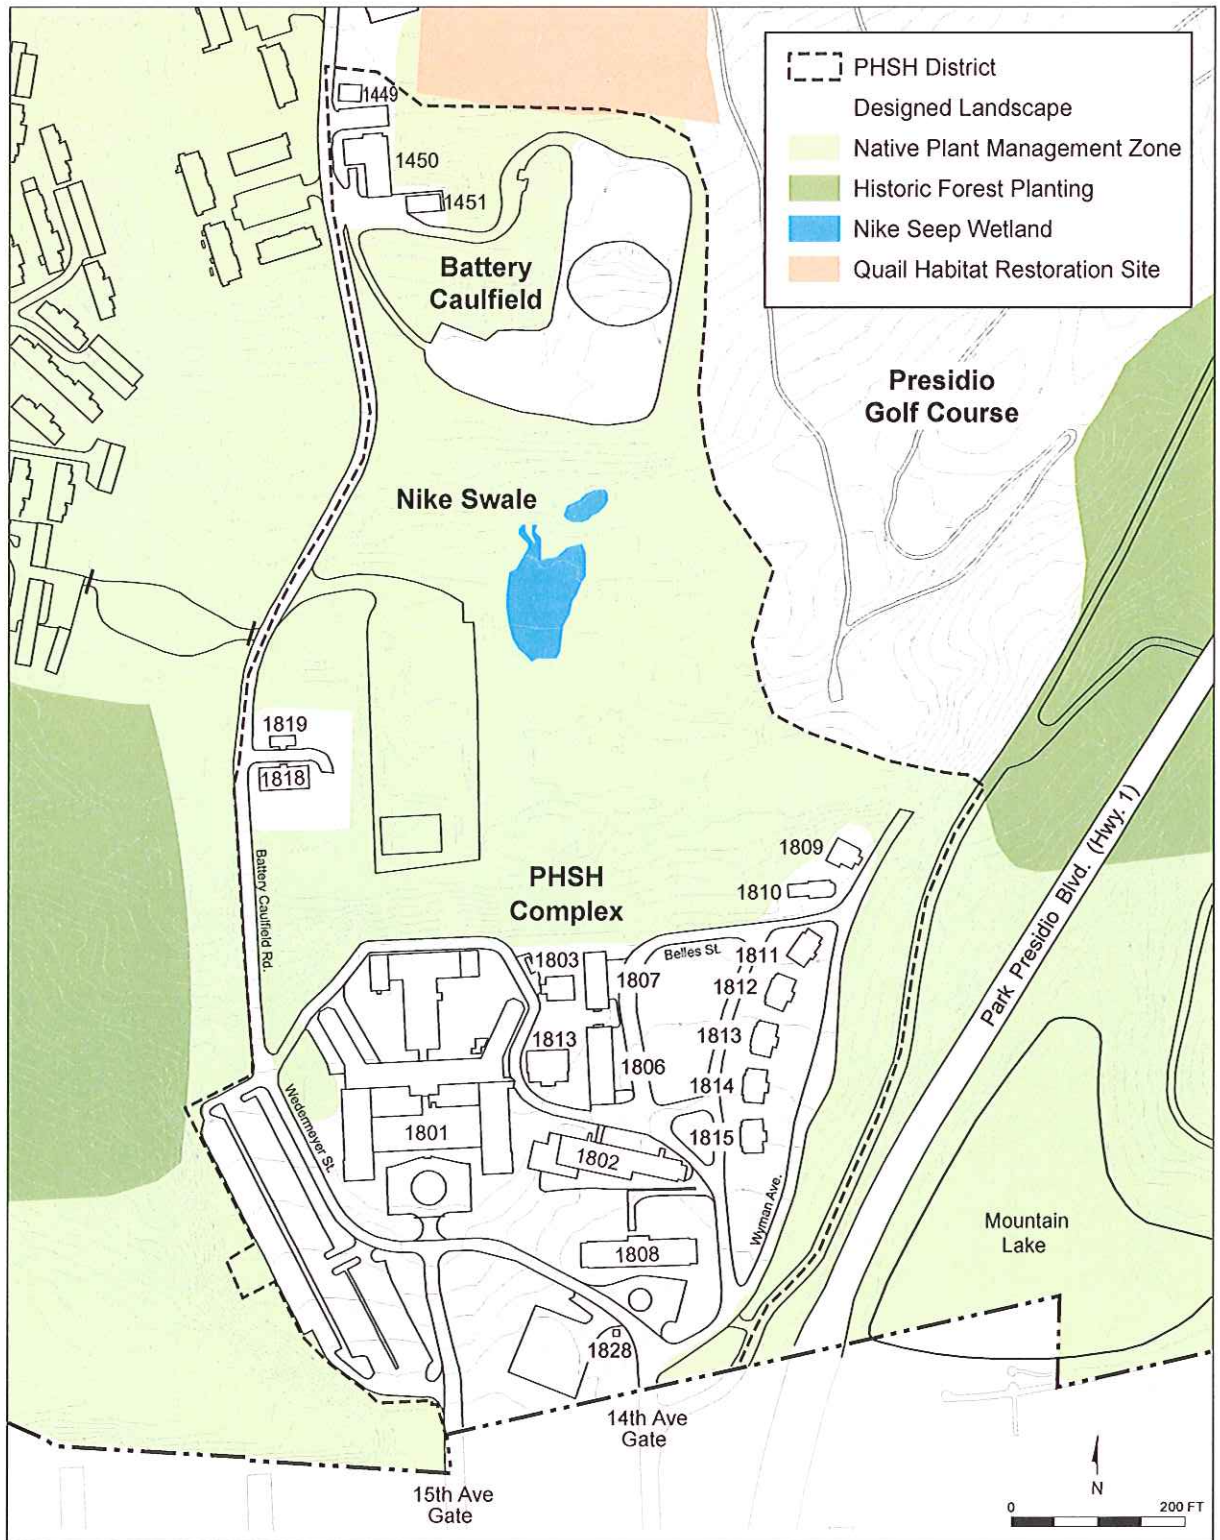 PHSH District
Designed Landscape
Native Plant Management Zone
Historic Forest Planting
Nike Seep Wetland
Quail Habitat Restoration Site
1449
1450
1451
Battery
Caulfield
Presidio
Golf Course
Nike Swale
1819
1818
Battery Caulfield Rd.
PHSH
Complex
1809
1810
Park Presidio Blvd. (Hwy. 1)
Belles St.
1803
1807
1811
1812
1813
1813
1806
1814
1815
Wedermeyer St.
1801
1802
Wyman Ave.
Mountain
Lake
1808
1828
14th Ave
Gate
15th Ave
Gate
N
0
200 FT